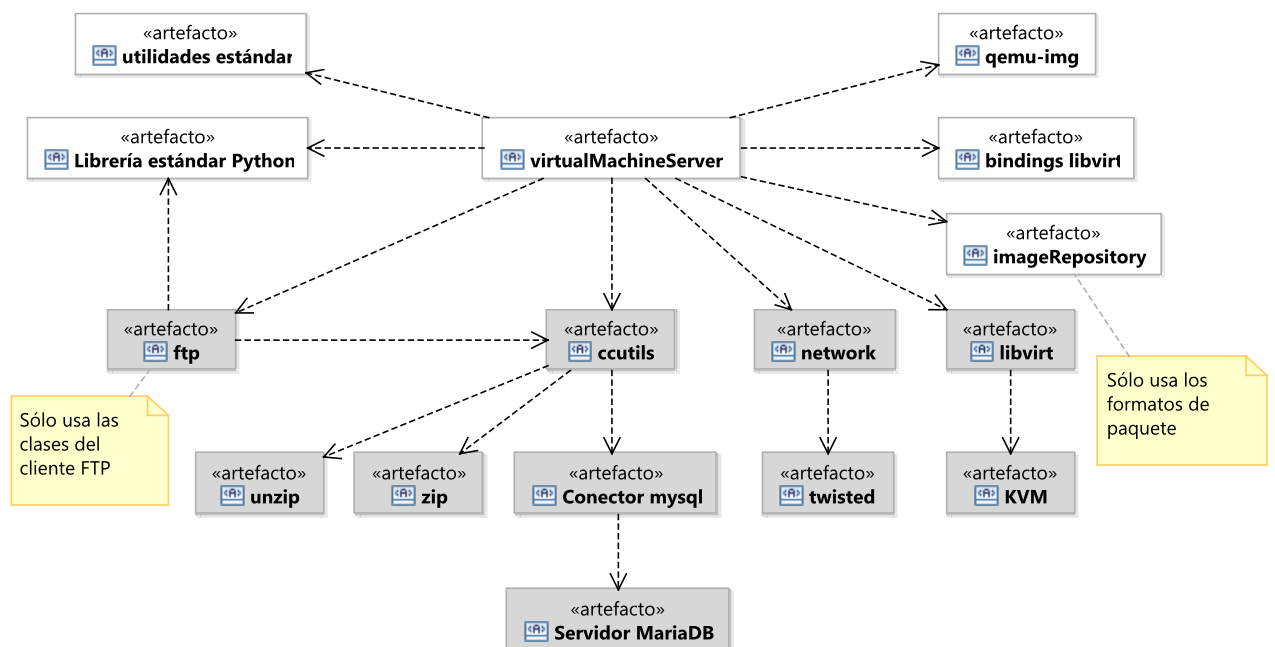 «artefacto»
utilidades estándar
«artefacto»
qemu-img
«artefacto»
Librería estándar Python
«artefacto»
virtualMachineServer
«artefacto»
bindings libvirt
«artefacto»
imageRepository
«artefacto»
ftp
«artefacto»
ccutils
«artefacto»
network
«artefacto»
libvirt
Sólo usa los
formatos de
paquete
Sólo usa las
clases del
cliente FTP
«artefacto»
unzip
«artefacto»
zip
«artefacto»
Conector mysql
«artefacto»
twisted
«artefacto»
KVM
«artefacto»
Servidor MariaDB